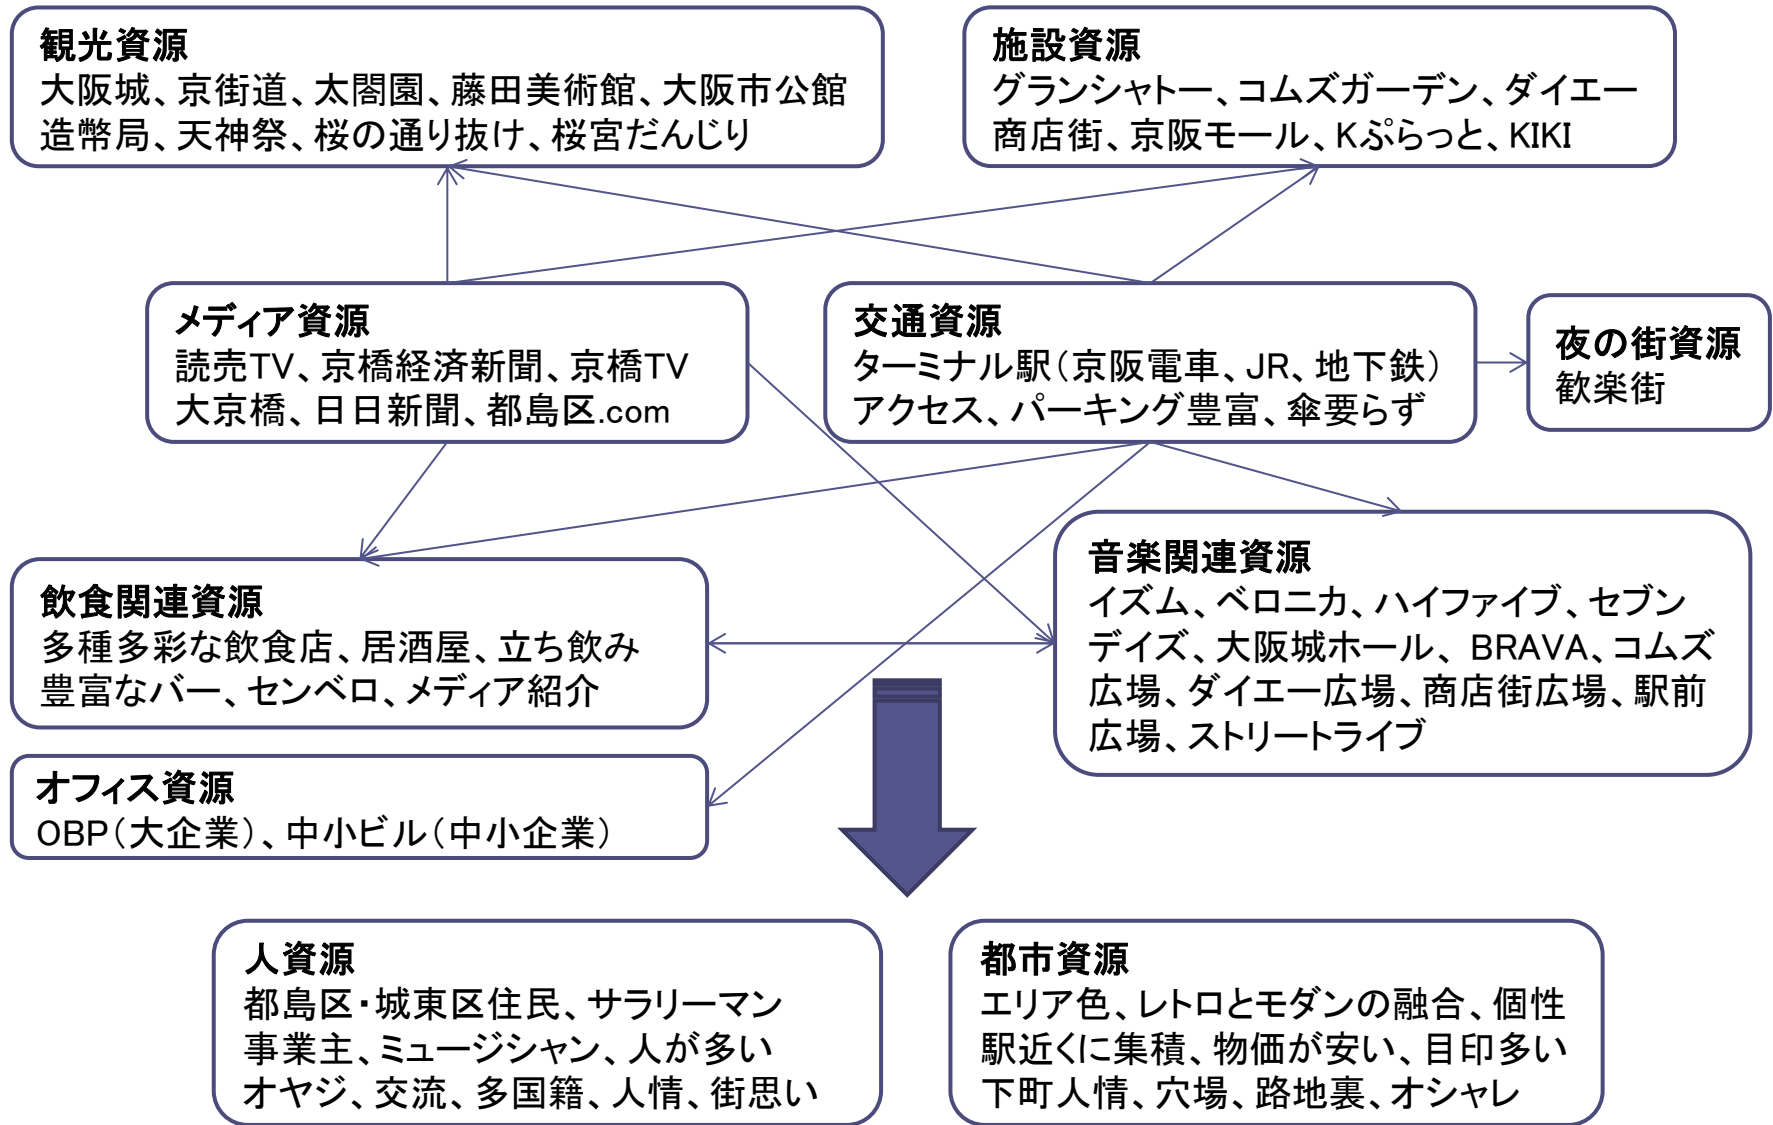 観光資源
大阪城、京街道、太閤園、藤田美術館、大阪市公館
造幣局、天神祭、桜の通り抜け、桜宮だんじり
施設資源
グランシャトー、コムズガーデン、ダイエー
商店街、京阪モール、Kぷらっと、KIKI
メディア資源
読売TV、京橋経済新聞、京橋TV
大京橋、日日新聞、都島区.com
交通資源
ターミナル駅（京阪電車、JR、地下鉄）
アクセス、パーキング豊富、傘要らず
夜の街資源
歓楽街
飲食関連資源
多種多彩な飲食店、居酒屋、立ち飲み
豊富なバー、センベロ、メディア紹介
音楽関連資源
イズム、ベロニカ、ハイファイブ、セブン
デイズ、大阪城ホール、BRAVA、コムズ
広場、ダイエー広場、商店街広場、駅前
広場、ストリートライブ
オフィス資源
OBP（大企業）、中小ビル（中小企業）
人資源
都島区・城東区住民、サラリーマン
事業主、ミュージシャン、人が多い
オヤジ、交流、多国籍、人情、街思い
都市資源
エリア色、レトロとモダンの融合、個性
駅近くに集積、物価が安い、目印多い
下町人情、穴場、路地裏、オシャレ